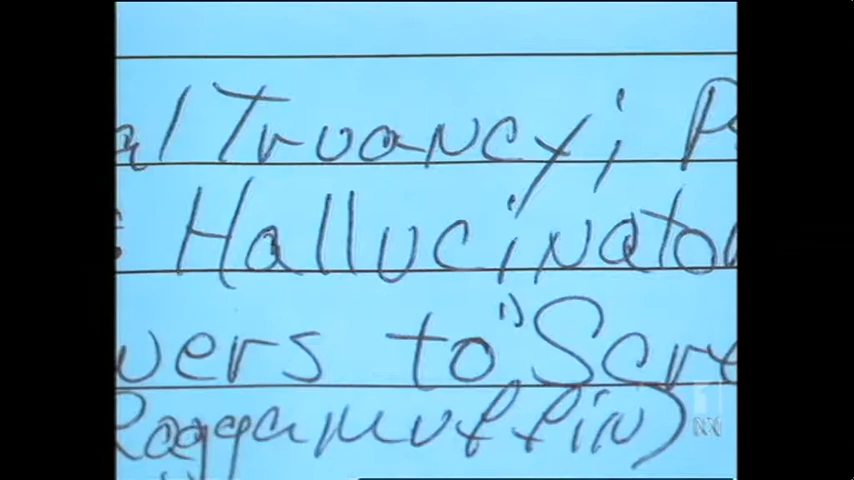 al Truancy; P
Hallucinato
wers to "Scre
Raggamuffin)